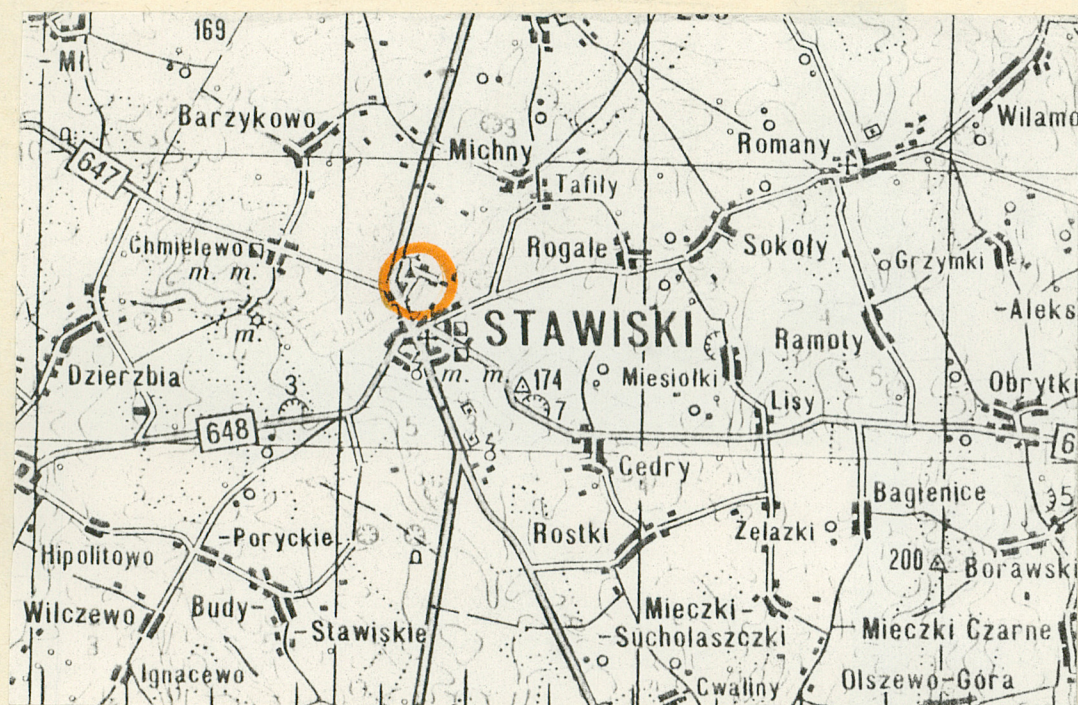 169
-Mł.
Barzykowo
Wilamo
Michny
Romany
647
Tafiły
Chmielewo
m. m.
Rogale
Sokoły
Grzymki
-Aleks
m.
STAWISKI
Ramoty
Dzierzbia
3
m. m.
174
7
Miesiołki
Lisy
Obrytki
648
6
Cedry
Bagienice
35
-Poryckie
Rostki
Żelazki
Hipolitowo
200
Borawski
Wilczewo
Budy-
-Stawiskie
Mieczki-
-Sucholaszczki
Mieczki Czarne
Ignacewo
Cwaliny
Olszewo-Góra